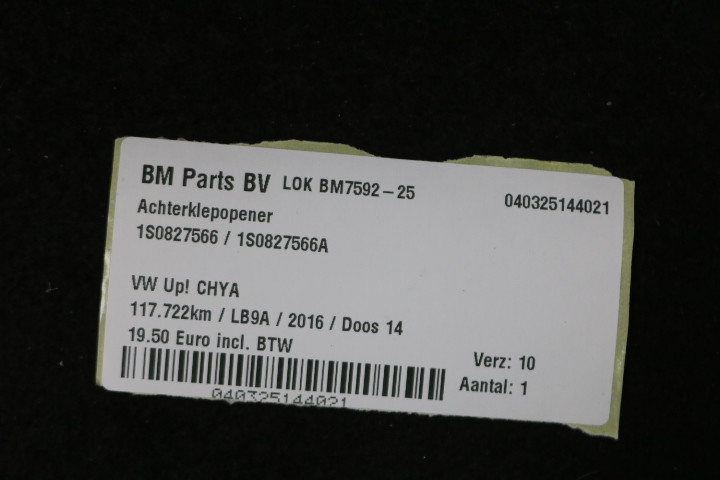 BM Parts BV LOK BM7592-25 040325144021
Achterklepopener
1S0827566 / 1S0827566A
VW Up! CHYA
117.722km / LB9A / 2016 / Doos 14
19.50 Euro incl. BTW
Verz: 10
Aantal: 1
040325144021